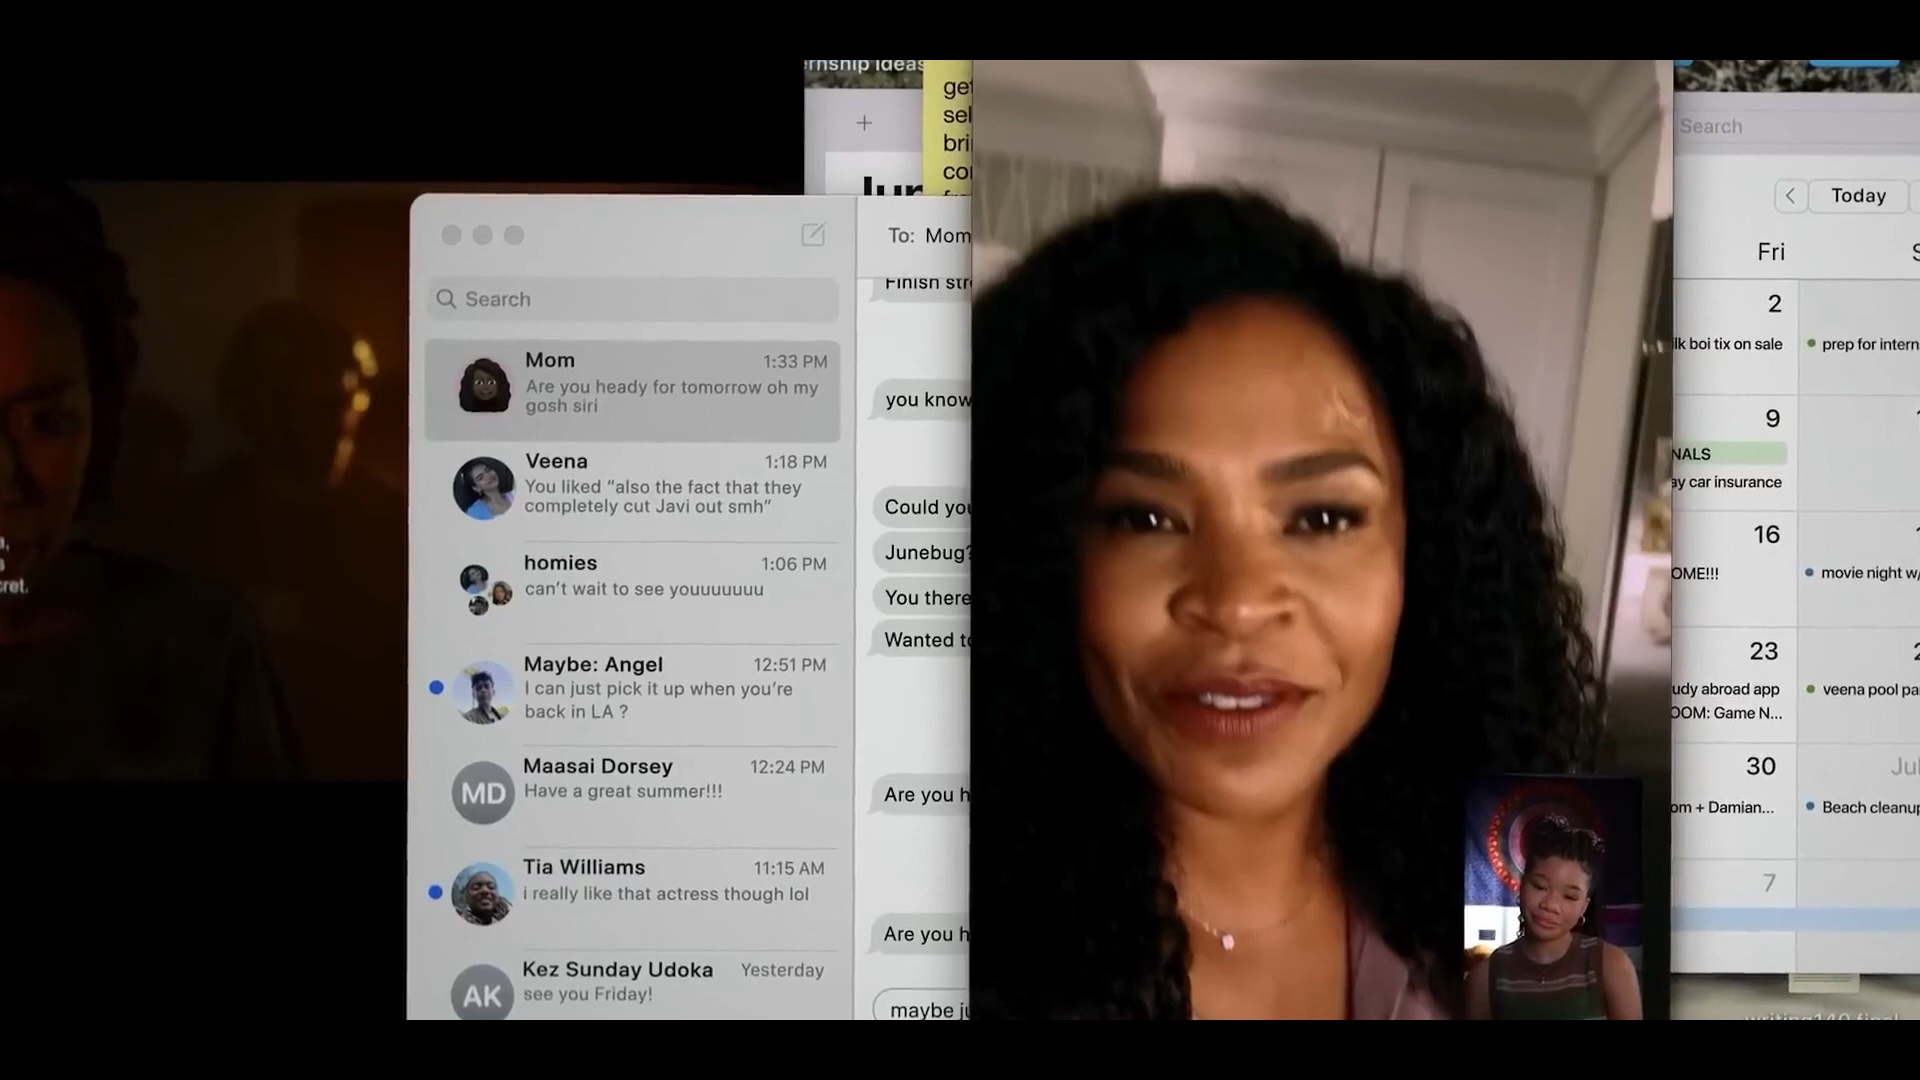 ernship ideas
get
sel
bri
co
Search
Today
Fri
2
ilk boi tix on sale
prep for intern
9
NALS
ay car insurance
16
OME!!!
movie night w/
23
udy abroad app
OOM: Game N...
veena pool pa
30
Jul
om + Damian...
Beach cleanup
7
To: Mom
Finish str
you know
Could you
Junebug?
You there
Wanted to
Are you h
Are you h
maybe ju
Search
Mom 1:33 PM
Are you heady for tomorrow oh my
gosh siri
Veena 1:18 PM
You liked “also the fact that they
completely cut Javi out smh”
homies 1:06 PM
can’t wait to see youuuuuuu
Maybe: Angel 12:51 PM
I can just pick it up when you’re
back in LA ?
MD
Maasai Dorsey 12:24 PM
Have a great summer!!!
Tia Williams 11:15 AM
i really like that actress though lol
AK
Kez Sunday Udoka Yesterday
see you Friday!
cret.